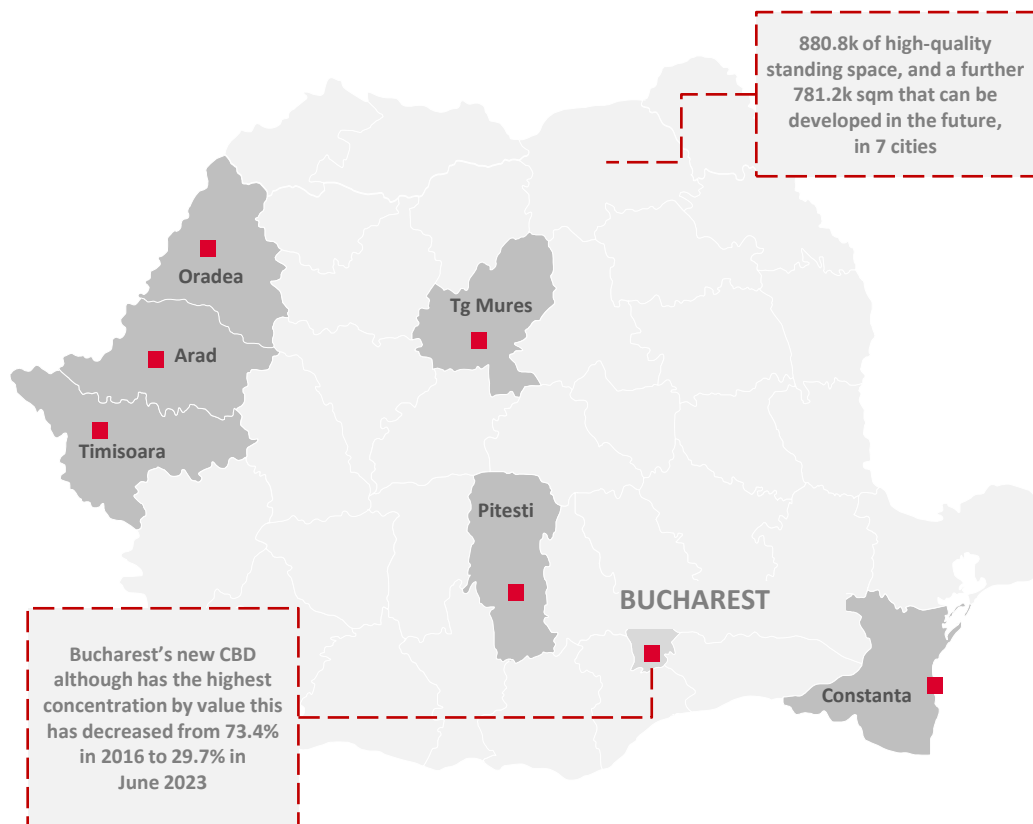 880.8k of high-quality
standing space, and a further
781.2k sqm that can be
developed in the future,
in 7 cities
Oradea
Tg Mures
Arad
Timisoara
Pitesti
BUCHAREST
Constanta
Bucharest’s new CBD
although has the highest
concentration by value this
has decreased from 73.4%
in 2016 to 29.7% in
June 2023